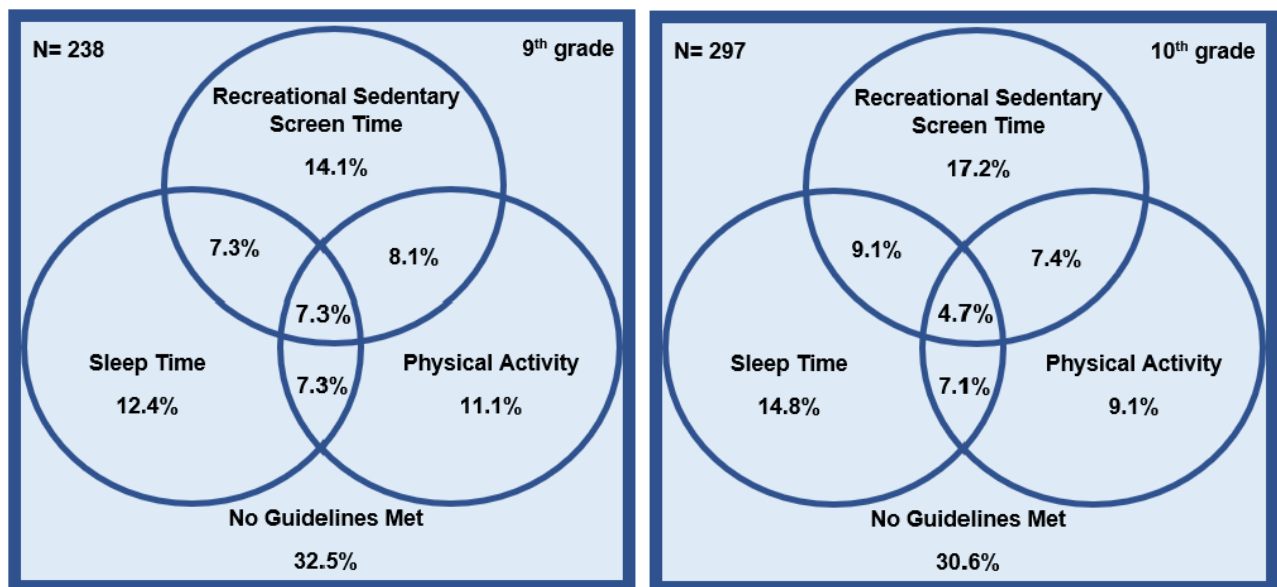 N= 238
9th grade
Recreational Sedentary
Screen Time
14.1%
7.3%
8.1%
7.3%
Sleep Time
12.4%
7.3%
Physical Activity
11.1%
No Guidelines Met
32.5%
N= 297
10th grade
Recreational Sedentary
Screen Time
17.2%
9.1%
7.4%
4.7%
Sleep Time
14.8%
7.1%
Physical Activity
9.1%
No Guidelines Met
30.6%